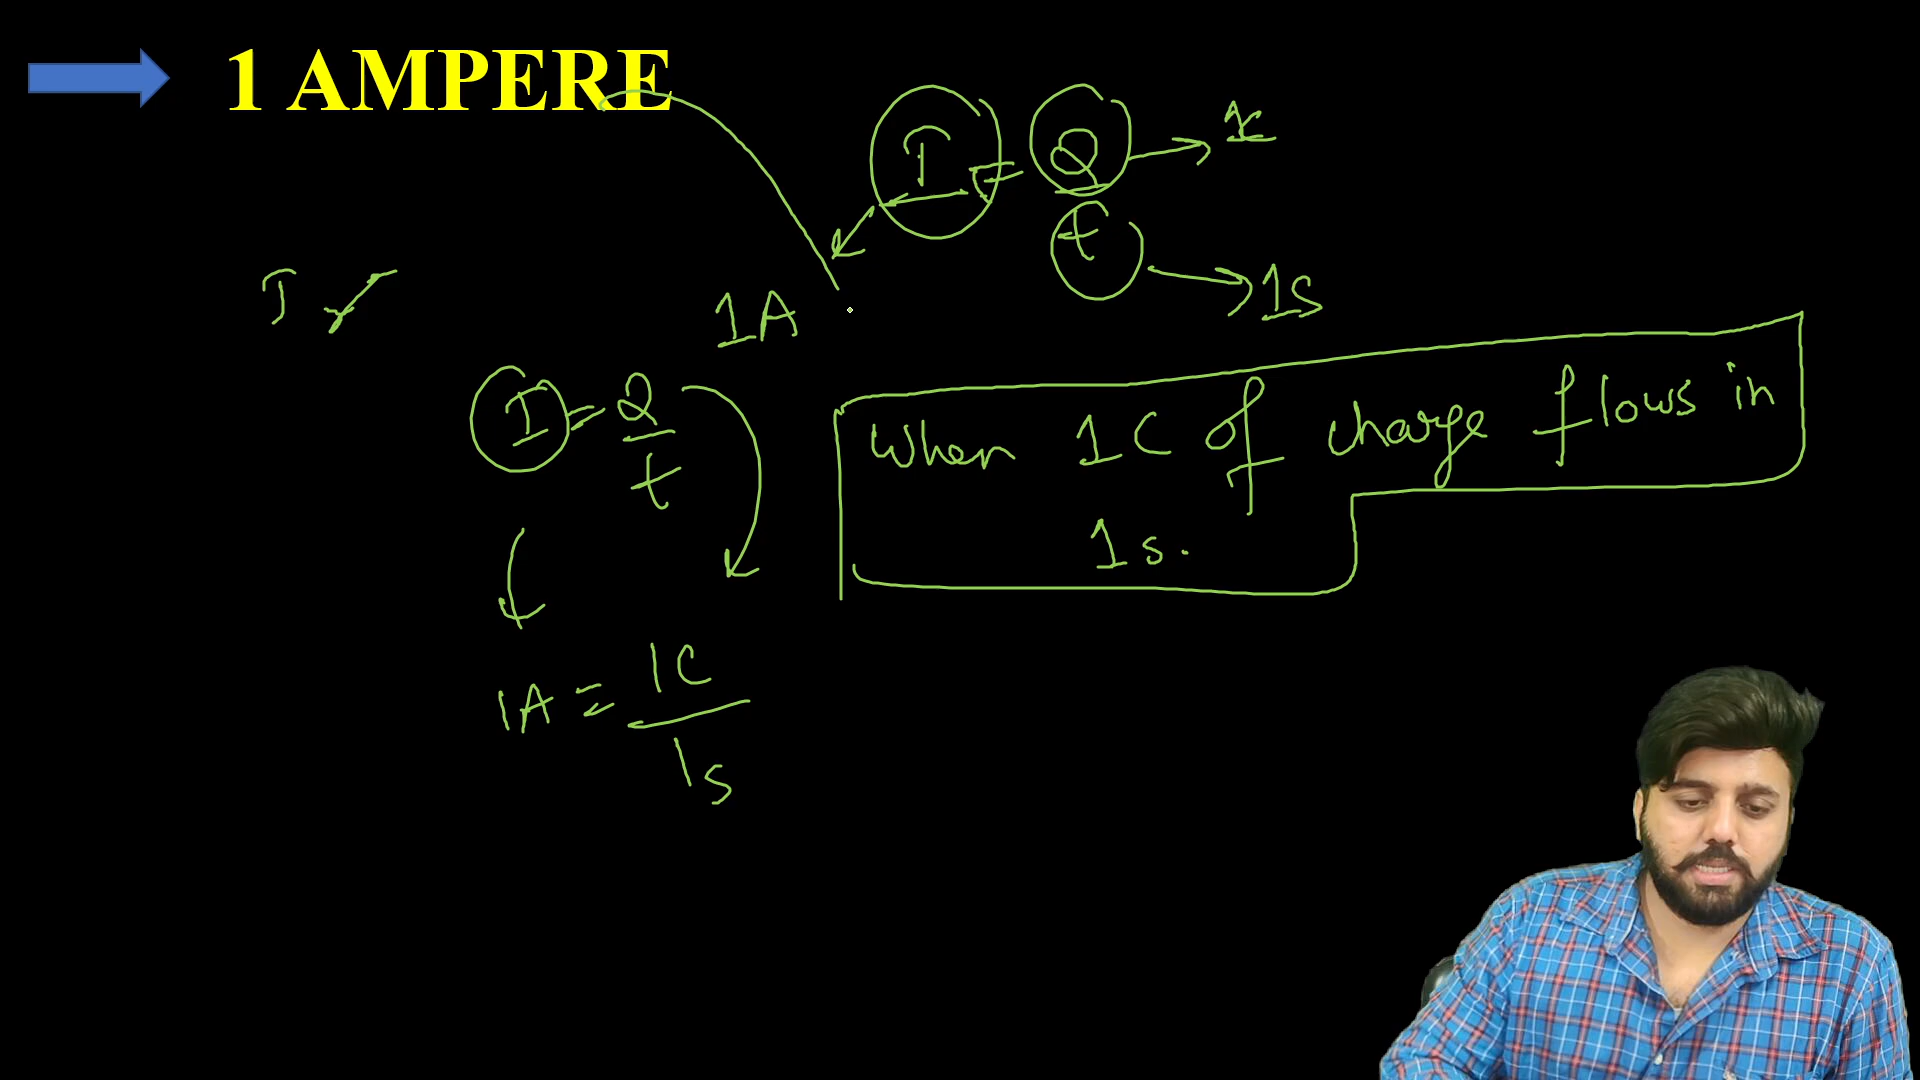 1 AMPERE
I = Q/t
1C
1s
I
1A
I = Q/t
When 1C of charge flows in
1s.
1A = 1C/1s